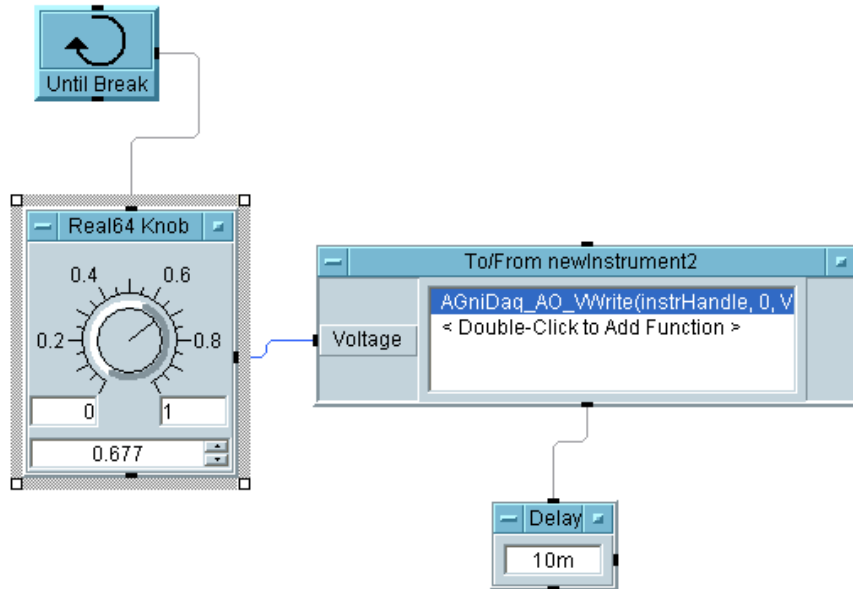 Until Break
Real64 Knob
0.4
0.6
0.2
0.8
0
1
0.677
To/From newInstrument2
Voltage
AGniDaq_AO_VWrite(instrHandle, 0, V
< Double-Click to Add Function >
Delay
10m